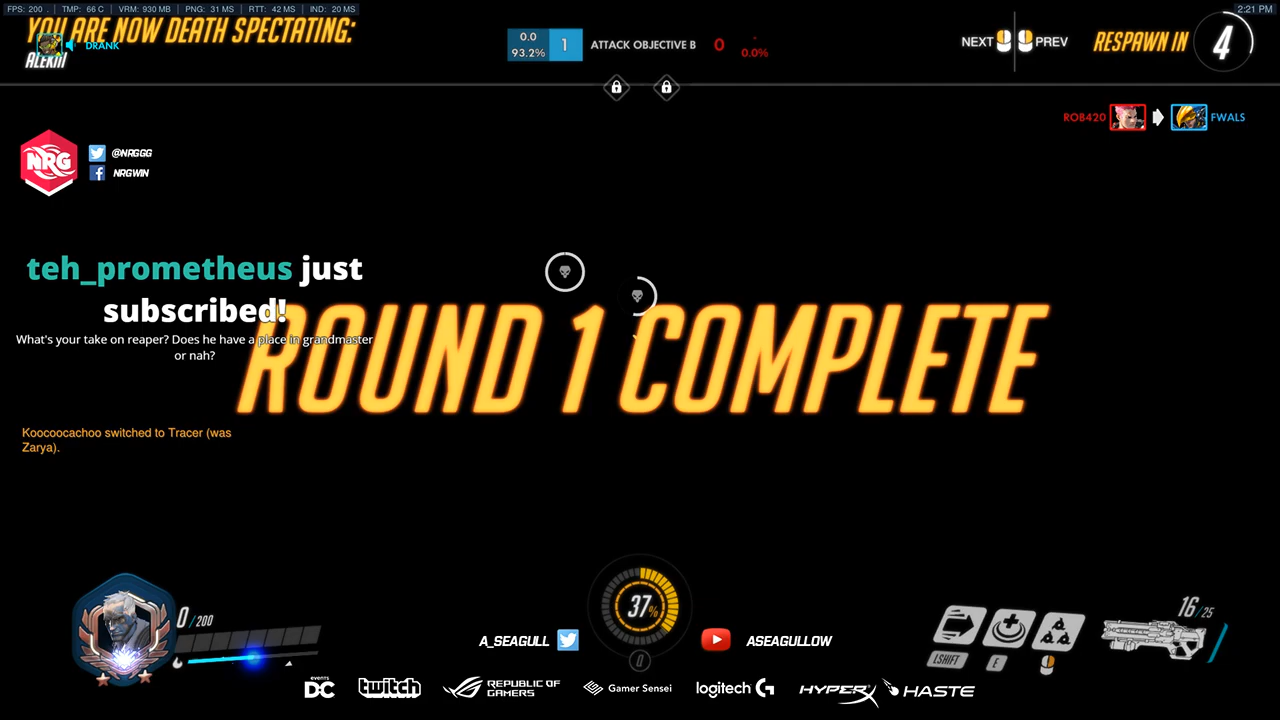 FPS: 200 . | TMP: 66 C | VRM: 930 MB | PNG: 31 MS | RTT: 42 MS | IND: 20 MS
2:21 PM
YOU ARE NOW DEATH SPECTATING:
DRANK
0.0
93.2%
1
ATTACK OBJECTIVE B
0
0.0%
NEXT
PREV
RESPAWN IN
4
ROB420
FWALS
NRG
@NRGGG
NRGWIN
teh_prometheus just
subscribed!
What's your take on reaper? Does he have a place in grandmaster
or nah?
ROUND 1 COMPLETE
Koocoocachoo switched to Tracer (was
Zarya).
0/200
37%
0
A_SEAGULL
ASEAGULLOW
LSHIFT
E
16/25
events
DC
twitch
REPUBLIC OF
GAMERS
Gamer Sensei
logitech G
HYPERX
HASTE